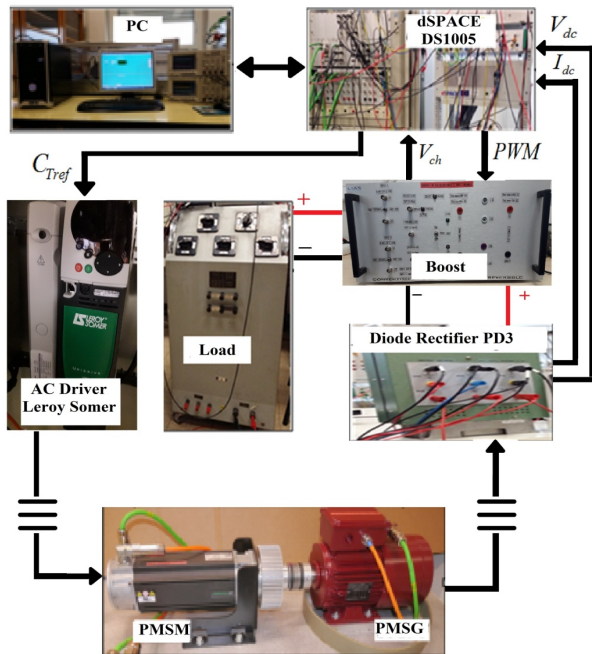 PC
dSPACE
DS1005
V_dc
I_dc
C_Tref
V_ch
PWM
+
−
Boost
−
+
Diode Rectifier PD3
Load
LEROY
SOMER
AC Driver
Leroy Somer
PMSM
PMSG